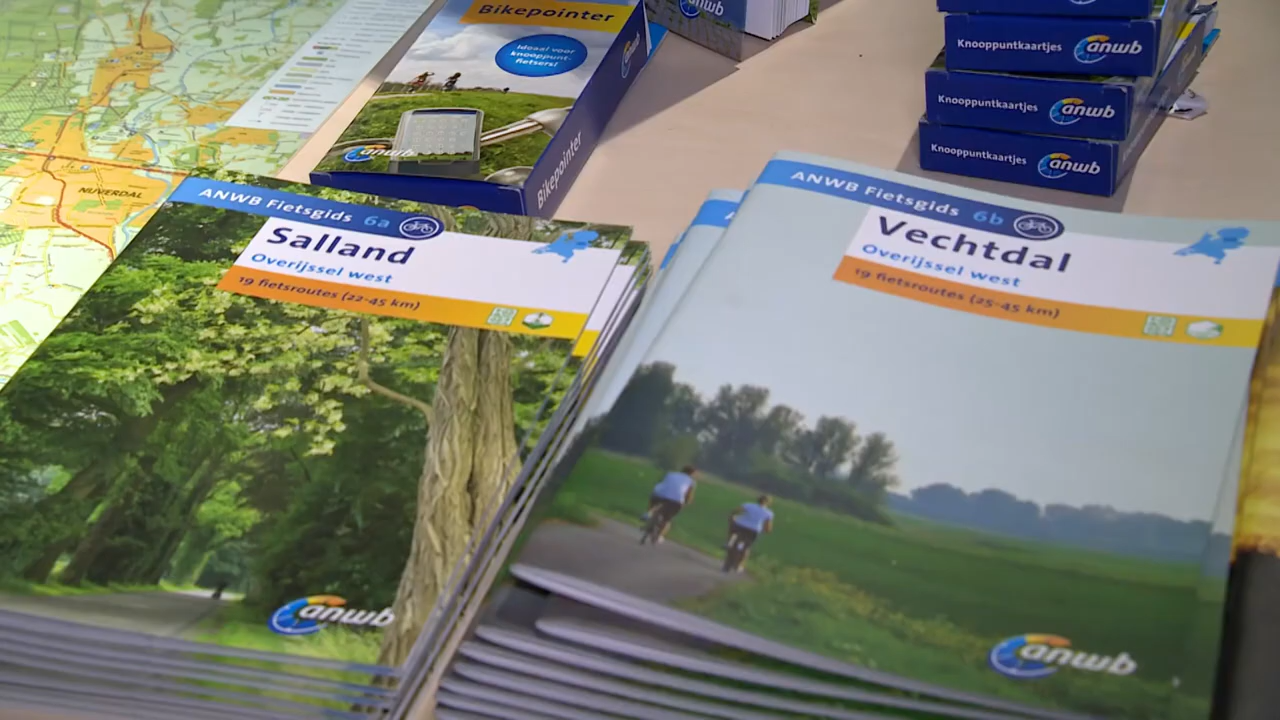 Bikepointer
Ideaal voor
knooppunt-
fietsers!
anwb
anwb
Bikepointer
anwb
Knooppuntkaartjes anwb
Knooppuntkaartjes anwb
Knooppuntkaartjes anwb
NIJVERDAL
ANWB Fietsgids 6a
Salland
Overijssel west
19 fietsroutes (22-45 km)
anwb
ANWB Fietsgids 6b
Vechtdal
Overijssel west
19 fietsroutes (25-45 km)
anwb